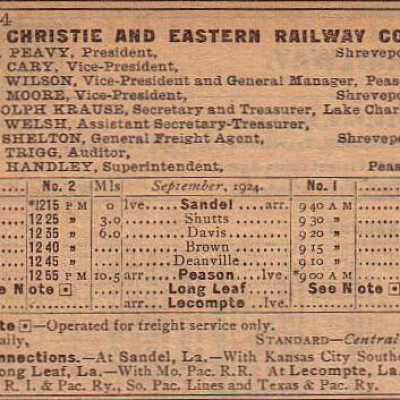 4
CHRISTIE AND EASTERN RAILWAY CO
PEAVY, President, Shrevepo
CARY, Vice-President,
WILSON, Vice-President and General Manager, Peas
MOORE, Vice-President, Shrevepo
OLPH KRAUSE, Secretary and Treasurer, Lake Char
WELSH, Assistant Secretary-Treasurer,
SHELTON, General Freight Agent, Shrevepo
TRIGG, Auditor,
HANDLEY, Superintendent, Peas
No. 2 Mls September, 1924. No. 1
*12 15 P M 0 lve. Sandel arr. 9 40 A M
12 25 " 3.0 Shutts 9 30 "
12 35 " 6.0 Davis 9 20 "
12 40 " Brown 9 15 "
12 45 " Deanville 9 10 "
12 55 P M 10.5 arr. Peason lve. *9 00 A M
e Note ⊡ Long Leaf See Note ⊡
arr. Lecompte lve.
te ⊡—Operated for freight service only.
aily, STANDARD—Central
nnections.—At Sandel, La.—With Kansas City Southe
ong Leaf, La.—With Mo. Pac. R.R. At Lecompte, La.
R. I. & Pac. Ry., So. Pac. Lines and Texas & Pac. Ry.